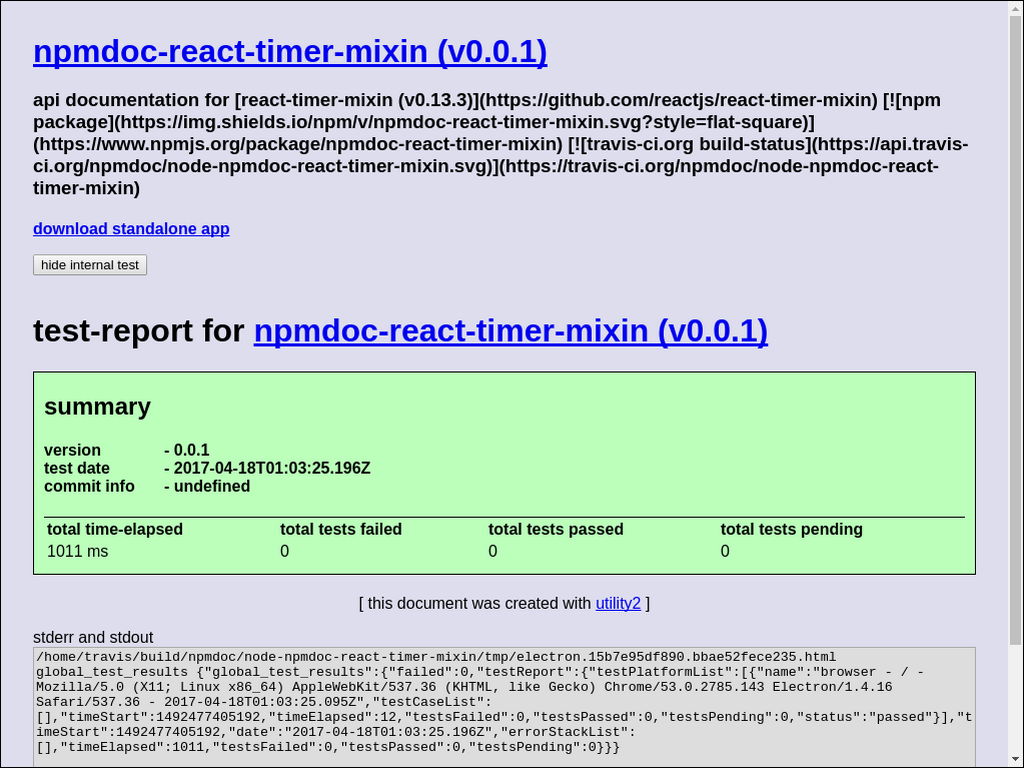 npmdoc-react-timer-mixin (v0.0.1)
api documentation for [react-timer-mixin (v0.13.3)](https://github.com/reactjs/react-timer-mixin) [![npm
package](https://img.shields.io/npm/v/npmdoc-react-timer-mixin.svg?style=flat-square)]
(https://www.npmjs.org/package/npmdoc-react-timer-mixin) [![travis-ci.org build-status](https://api.travis-
ci.org/npmdoc/node-npmdoc-react-timer-mixin.svg)](https://travis-ci.org/npmdoc/node-npmdoc-react-
timer-mixin)
download standalone app
hide internal test
test-report for npmdoc-react-timer-mixin (v0.0.1)
summary
version - 0.0.1
test date - 2017-04-18T01:03:25.196Z
commit info - undefined
total time-elapsed total tests failed total tests passed total tests pending
1011 ms 0 0 0
[ this document was created with utility2 ]
stderr and stdout
/home/travis/build/npmdoc/node-npmdoc-react-timer-mixin/tmp/electron.15b7e95df890.bbae52fece235.html
global_test_results {"global_test_results":{"failed":0,"testReport":{"testPlatformList":[{"name":"browser - / -
Mozilla/5.0 (X11; Linux x86_64) AppleWebKit/537.36 (KHTML, like Gecko) Chrome/53.0.2785.143 Electron/1.4.16
Safari/537.36 - 2017-04-18T01:03:25.095Z","testCaseList":
[],"timeStart":1492477405192,"timeElapsed":12,"testsFailed":0,"testsPassed":0,"testsPending":0,"status":"passed"}],"t
imeStart":1492477405192,"date":"2017-04-18T01:03:25.196Z","errorStackList":
[],"timeElapsed":1011,"testsFailed":0,"testsPassed":0,"testsPending":0}}}